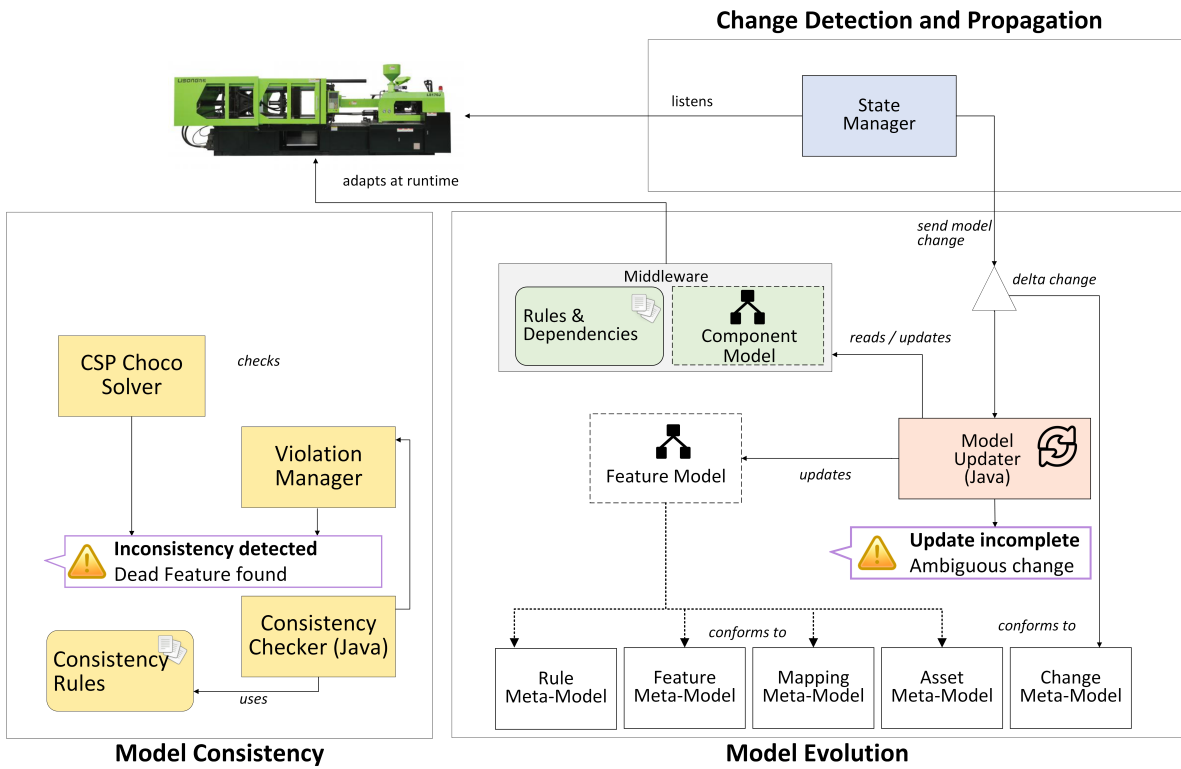 Change Detection and Propagation
listens
State
Manager
adapts at runtime
send model
change
delta change
Middleware
Rules &
Dependencies
Component
Model
reads / updates
CSP Choco
Solver
checks
Violation
Manager
Feature Model
updates
Model
Updater
(Java)
Inconsistency detected
Dead Feature found
Update incomplete
Ambiguous change
Consistency
Checker (Java)
Consistency
Rules
uses
conforms to
conforms to
Rule
Meta-Model
Feature
Meta-Model
Mapping
Meta-Model
Asset
Meta-Model
Change
Meta-Model
Model Consistency
Model Evolution